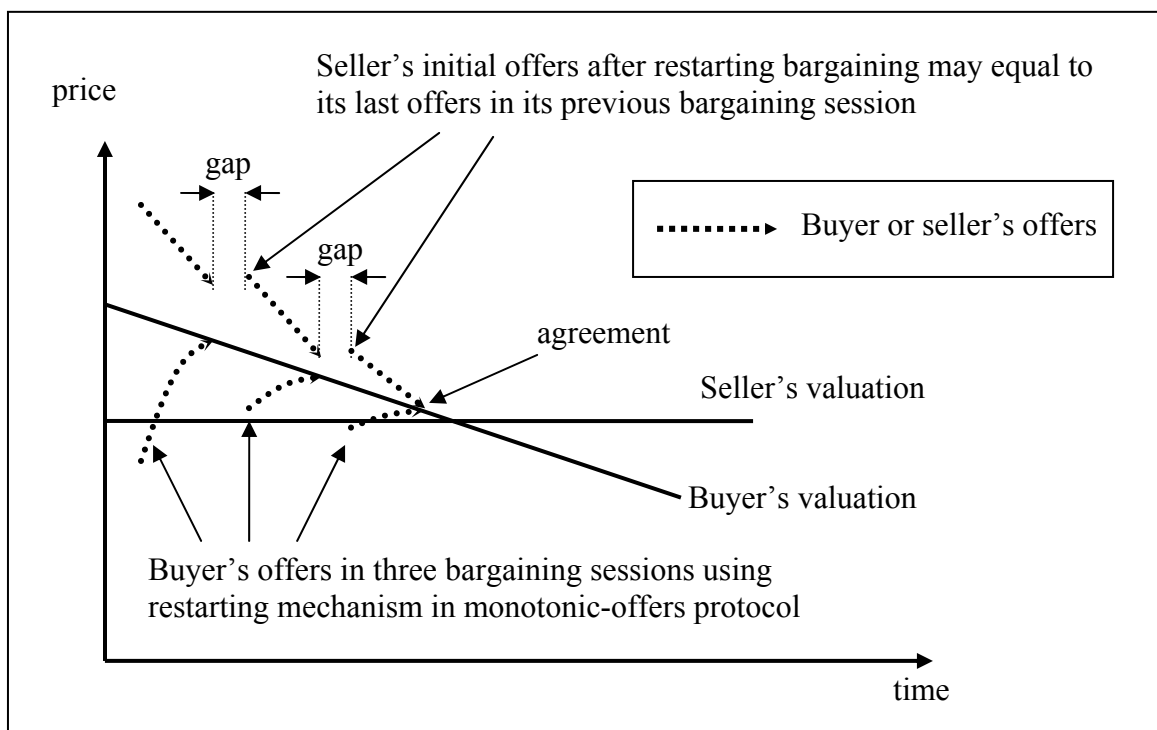 Seller’s initial offers after restarting bargaining may equal to
its last offers in its previous bargaining session
price
gap
gap
Buyer or seller’s offers
agreement
Seller’s valuation
Buyer’s valuation
Buyer’s offers in three bargaining sessions using
restarting mechanism in monotonic-offers protocol
time